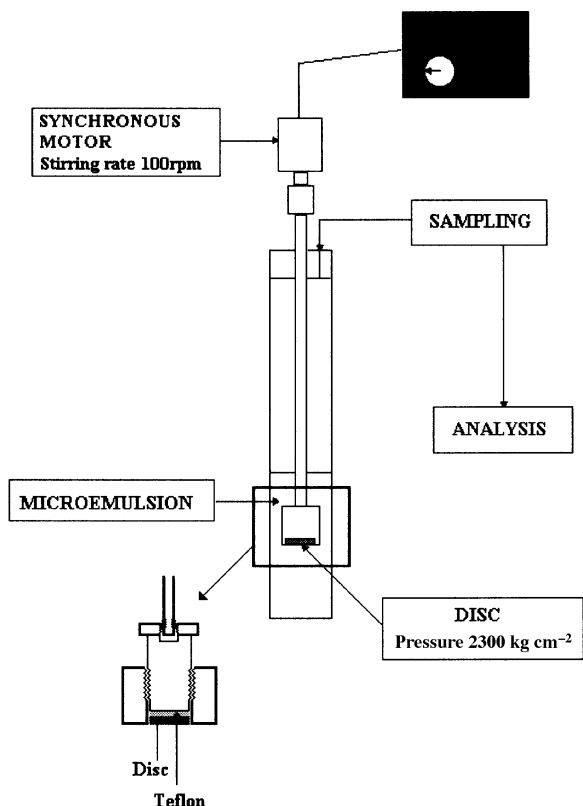 SYNCHRONOUS
MOTOR
Stirring rate 100rpm
SAMPLING
ANALYSIS
MICROEMULSION
DISC
Pressure 2300 kg cm⁻²
Disc
Teflon